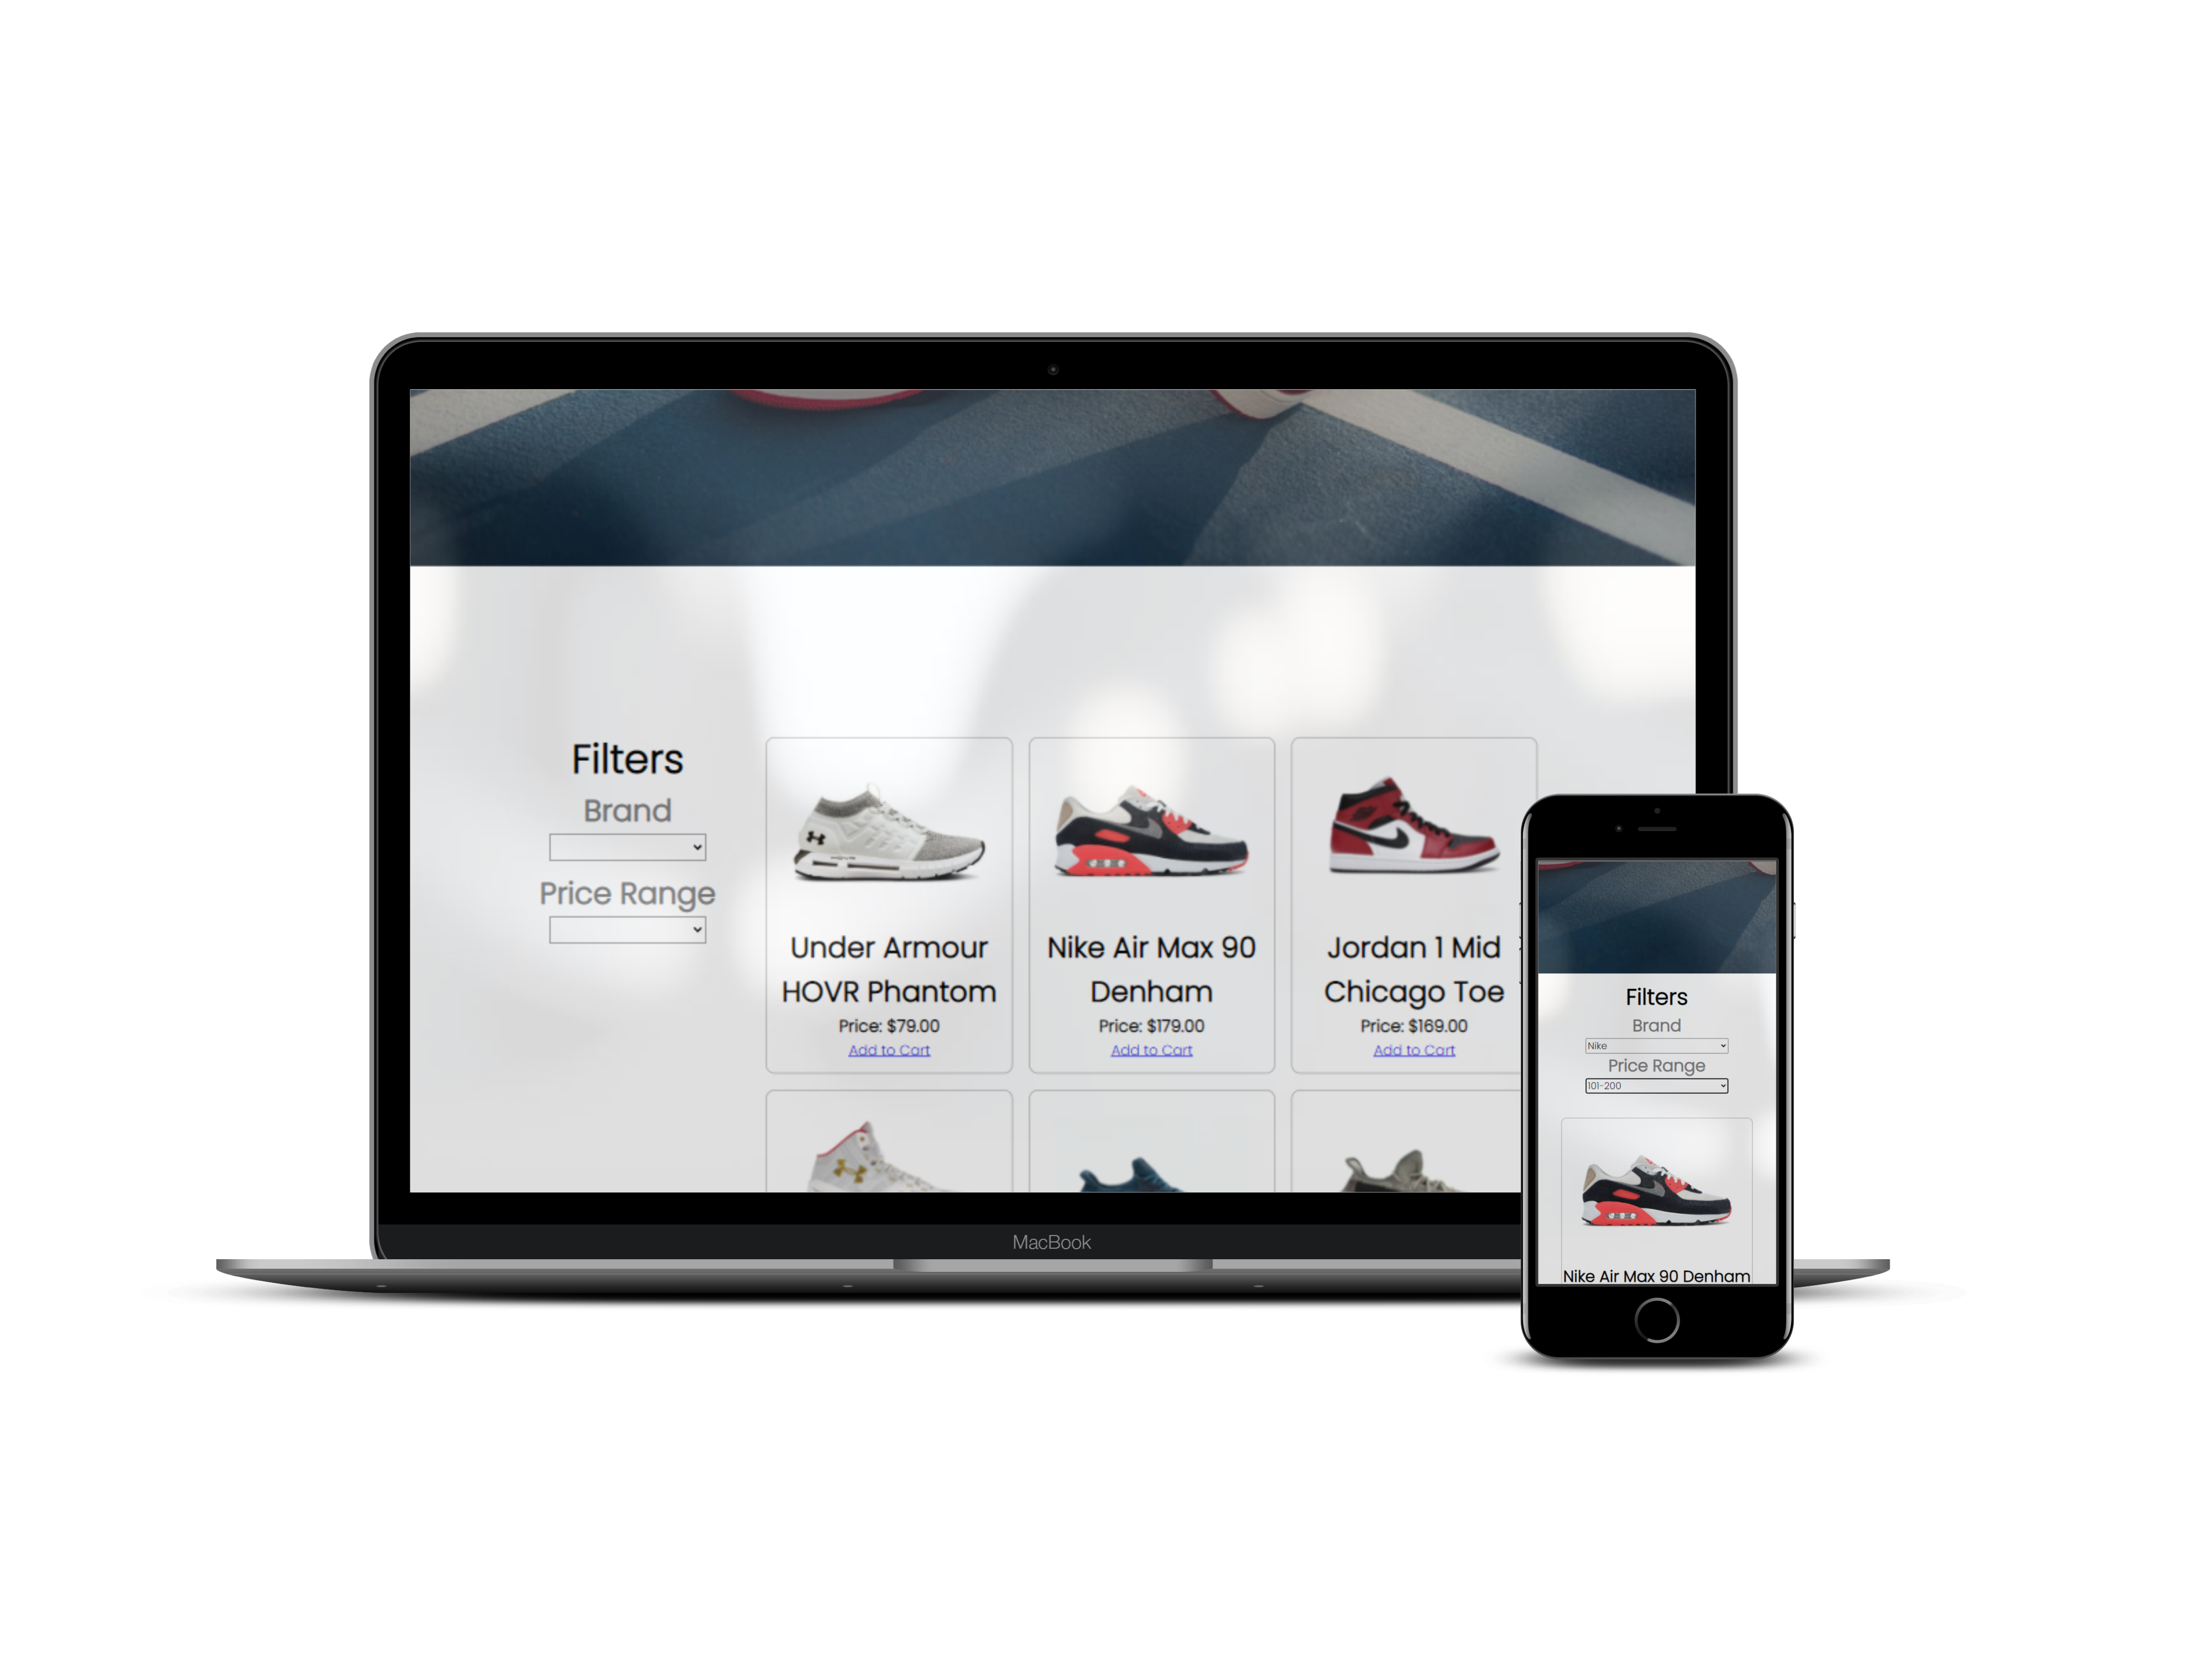 Filters
Brand
Price Range
Under Armour
HOVR Phantom
Price: $79.00
Add to Cart
Nike Air Max 90
Denham
Price: $179.00
Add to Cart
Jordan 1 Mid
Chicago Toe
Price: $169.00
Add to Cart
MacBook
Filters
Brand
Nike
Price Range
101-200
Nike Air Max 90 Denham